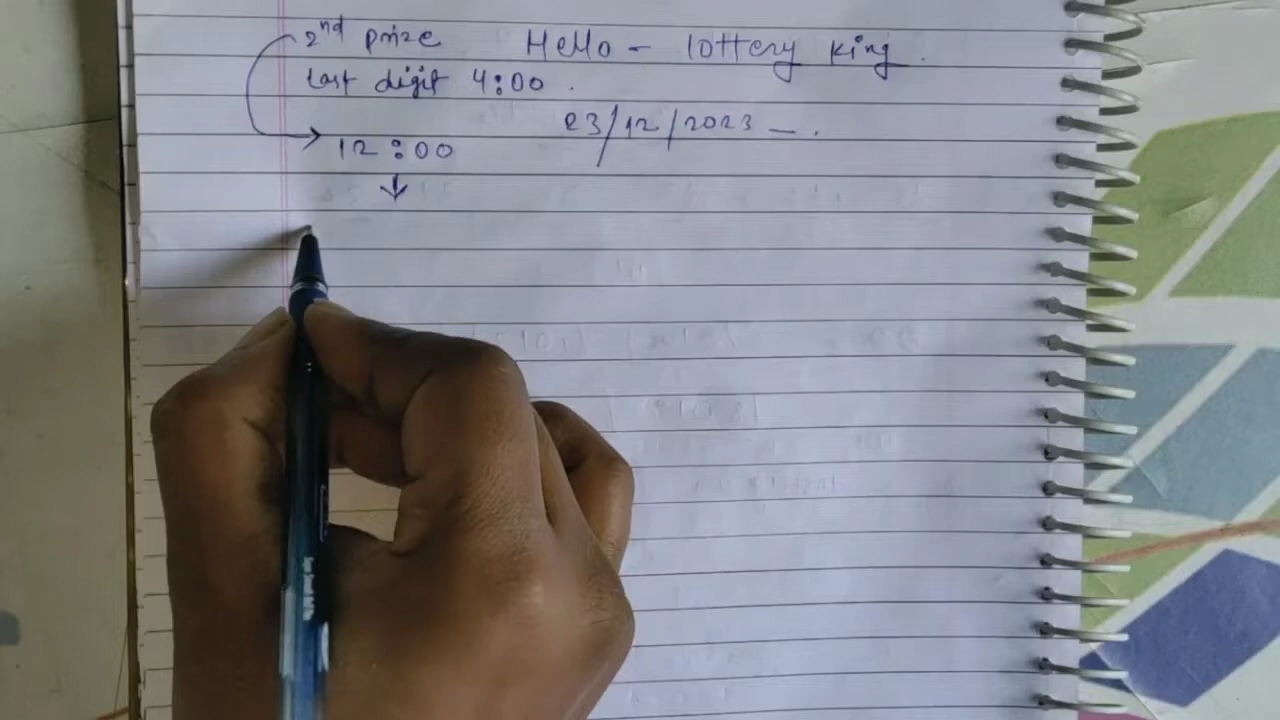 2nd prize Hello - lottery king.
last digit 4:00.
23/12/2023 -.
12:00